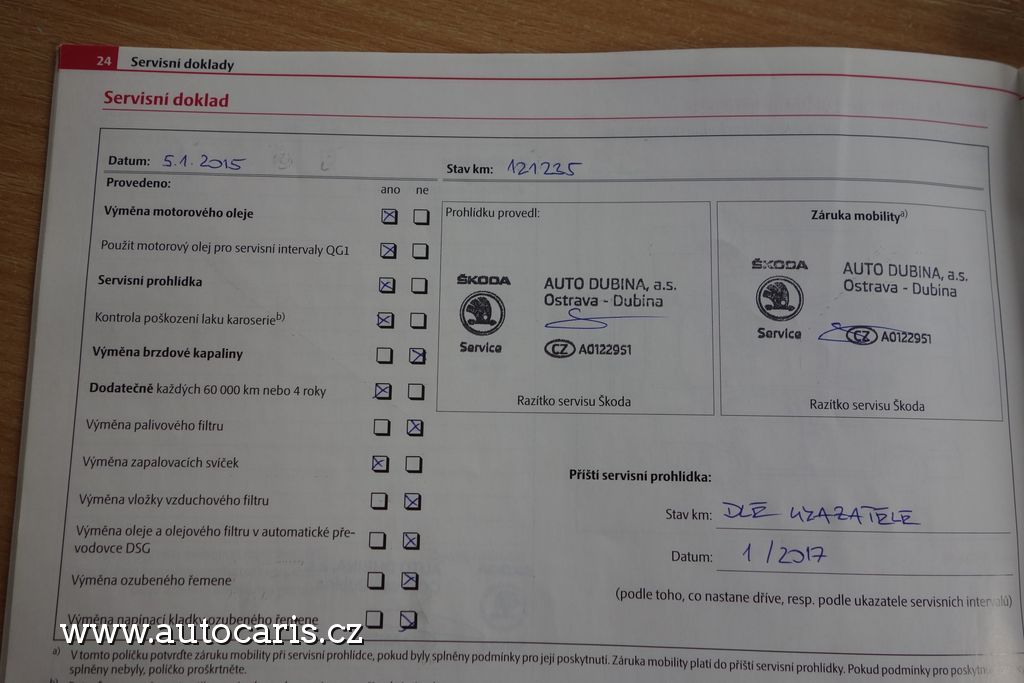 24 Servisní doklady
Servisní doklad
Datum: 5.1.2015 Stav km: 121235
Provedeno: ano ne
Výměna motorového oleje
Použit motorový olej pro servisní intervaly QG1
Servisní prohlídka
Kontrola poškození laku karoserie b)
Výměna brzdové kapaliny
Dodatečně každých 60 000 km nebo 4 roky
Výměna palivového filtru
Výměna zapalovacích svíček
Výměna vložky vzduchového filtru
Výměna oleje a olejového filtru v automatické pře-
vodovce DSG
Výměna ozubeného řemene
Výměna napínací kladky ozubeného řemene
Prohlídku provedl:
ŠKODA AUTO DUBINA, a.s.
Ostrava - Dubina
Service CZ A0122951
Razítko servisu Škoda
Záruka mobility a)
ŠKODA AUTO DUBINA, a.s.
Ostrava - Dubina
Service CZ A0122951
Razítko servisu Škoda
Příští servisní prohlídka:
Stav km: DLE UKAZATELE
Datum: 1/2017
(podle toho, co nastane dříve, resp. podle ukazatele servisních intervalů)
www.autocaris.cz
a) V tomto políčku potvrďte záruku mobility při servisní prohlídce, pokud byly splněny podmínky pro její poskytnutí. Záruka mobility platí do příští servisní prohlídky. Pokud podmínky pro
splněny nebyly, políčko proškrtněte.
b)